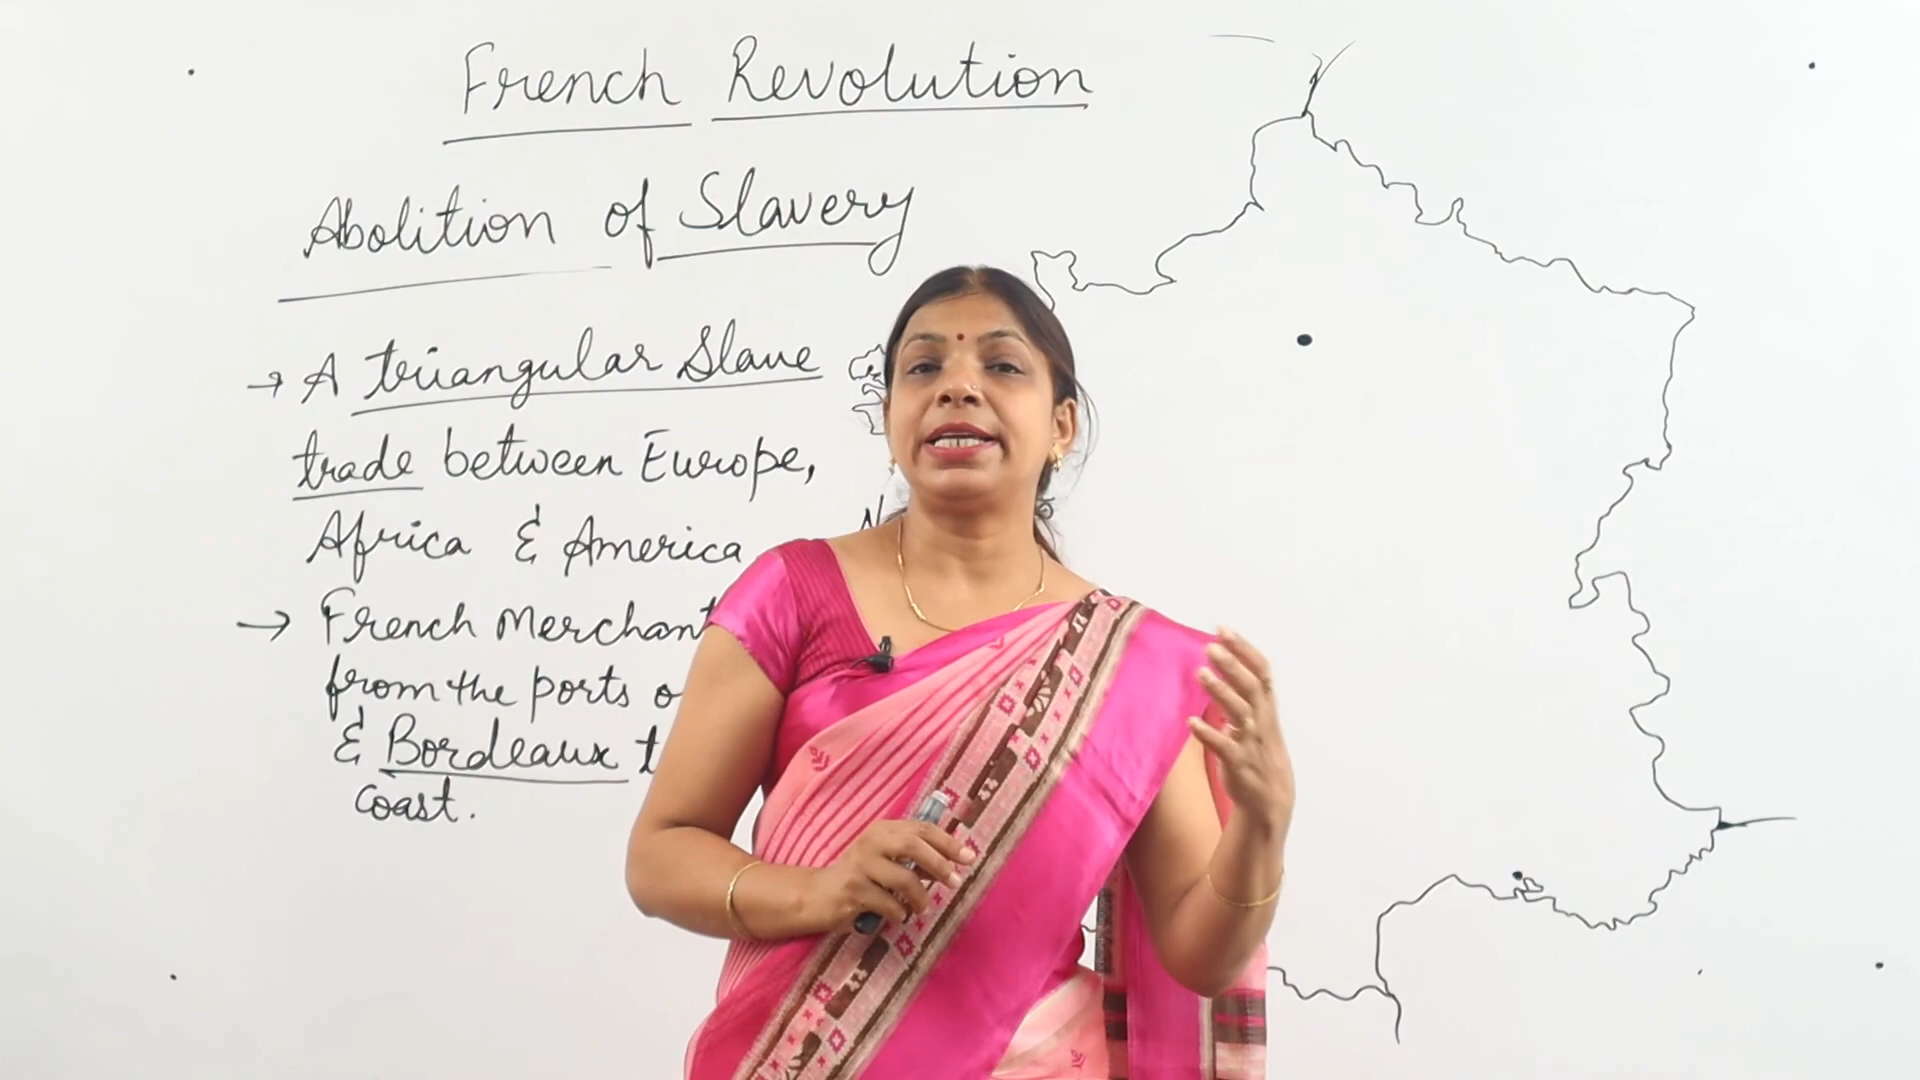 French Revolution
Abolition of Slavery
→ A triangular Slave
trade between Europe,
Africa & America
→ French Merchant
from the ports
& Bordeaux
coast.